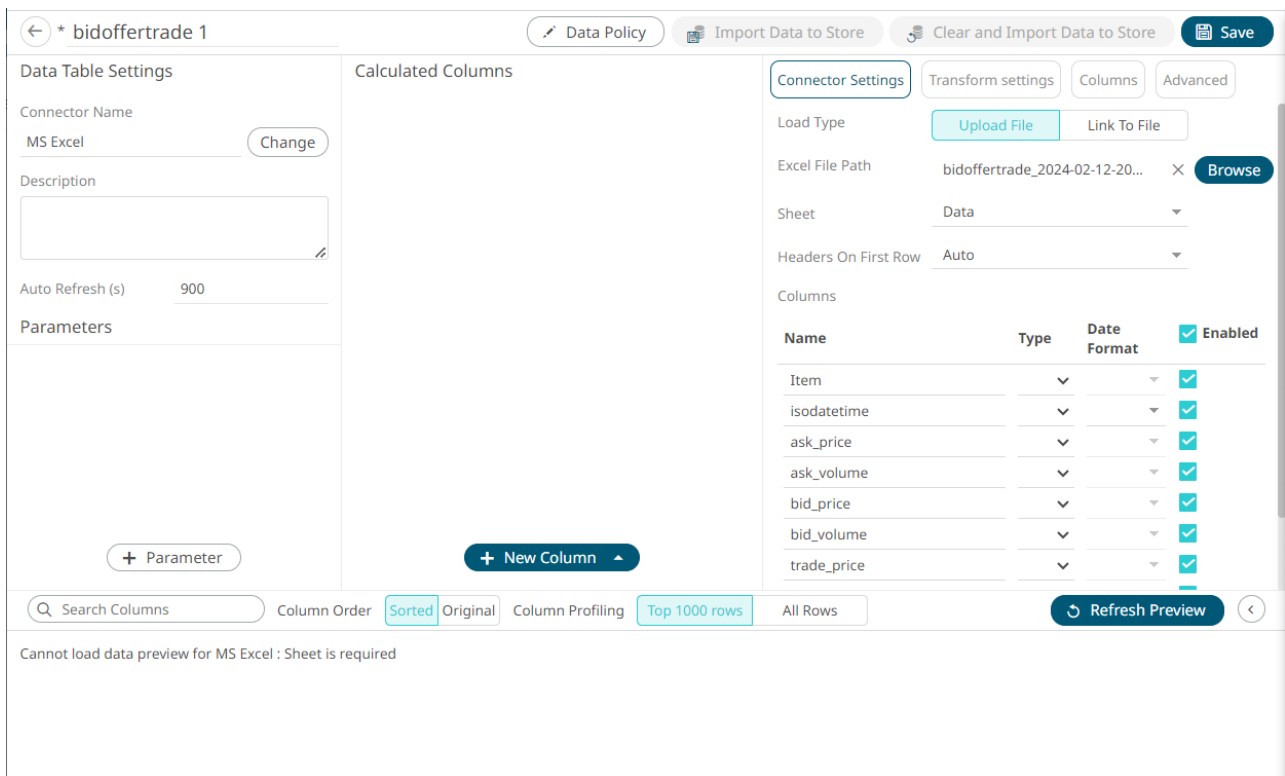 * bidoffertrade 1
Data Policy
Import Data to Store
Clear and Import Data to Store
Save
Data Table Settings
Connector Name
MS Excel
Change
Description
Auto Refresh (s)
900
Parameters
+ Parameter
Calculated Columns
+ New Column
Connector Settings
Transform settings
Columns
Advanced
Load Type
Upload File
Link To File
Excel File Path
bidoffertrade_2024-02-12-20...
Browse
Sheet
Data
Headers On First Row
Auto
Columns
Name
Type
Date
Format
Enabled
Item
isodatetime
ask_price
ask_volume
bid_price
bid_volume
trade_price
Search Columns
Column Order
Sorted
Original
Column Profiling
Top 1000 rows
All Rows
Refresh Preview
Cannot load data preview for MS Excel : Sheet is required